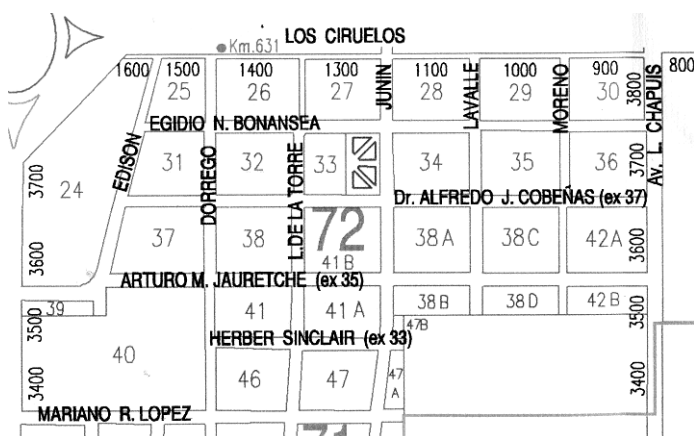 LOS CIRUELOS
Km.631
1600 1500 1400 1300 1100 1000 900 800
25 26 27 28 29 30
JUNIN
LAVALLE
MORENO
3800
Av. L. CHAPUIS
EGIDIO N. BONANSEA
EDISON
DORREGO
L.DE LA TORRE
3700
24
31 32 33 34 35 36
3700
Dr. ALFREDO J. COBEÑAS (ex 37)
3600
37 38 72 38A 38C 42A
3600
41B
ARTURO M. JAURETCHE (ex 35)
39 41 41A 38B 38D 42B
3500
3500
47B
HERBER SINCLAIR (ex 33)
40
46 47 47A
3400
3400
MARIANO R. LOPEZ
71